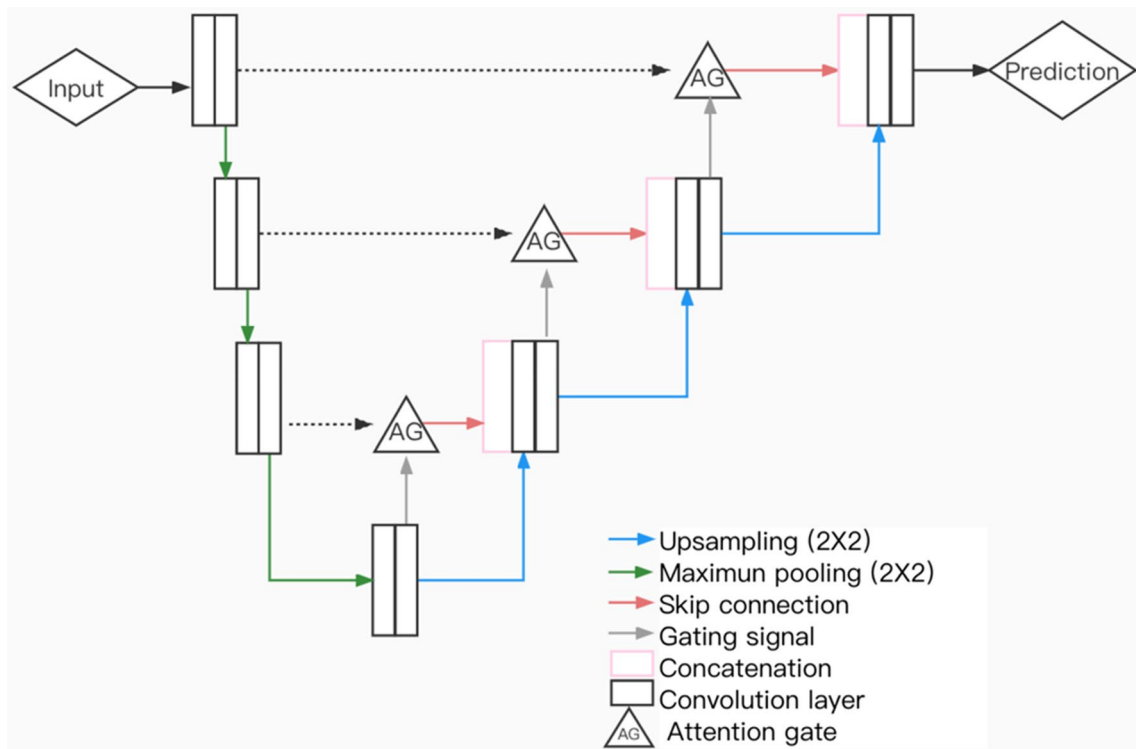 AG
Input
Prediction
AG
AG
Upsampling (2X2)
Maximun pooling (2X2)
Skip connection
Gating signal
Concatenation
Convolution layer
AG Attention gate